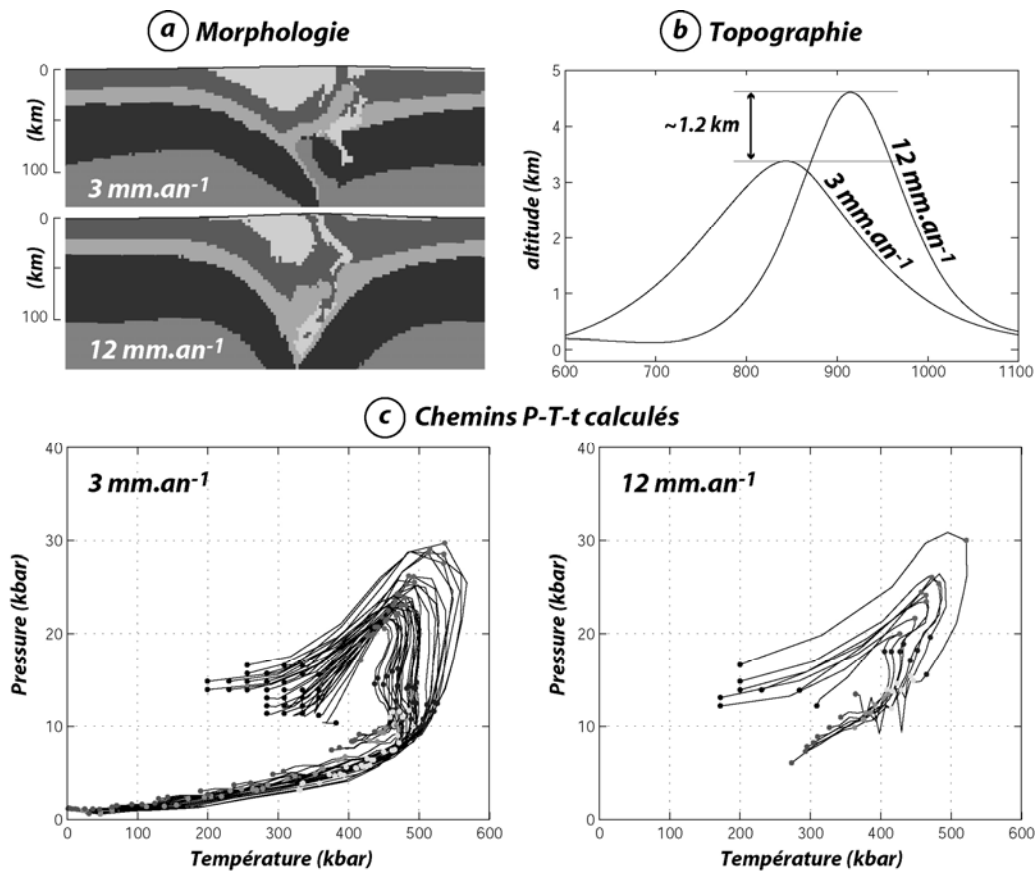 a Morphologie
0
(km)
100
3 mm.an-1
0
(km)
100
12 mm.an-1
b Topographie
5
4
3
2
1
0
altitude (km)
~1.2 km
12 mm.an-1
3 mm.an-1
600 700 800 900 1000 1100
c Chemins P-T-t calculés
3 mm.an-1
40
30
20
10
0
Pressure (kbar)
0 100 200 300 400 500 600
Température (kbar)
12 mm.an-1
40
30
20
10
0
Pressure (kbar)
0 100 200 300 400 500 600
Température (kbar)